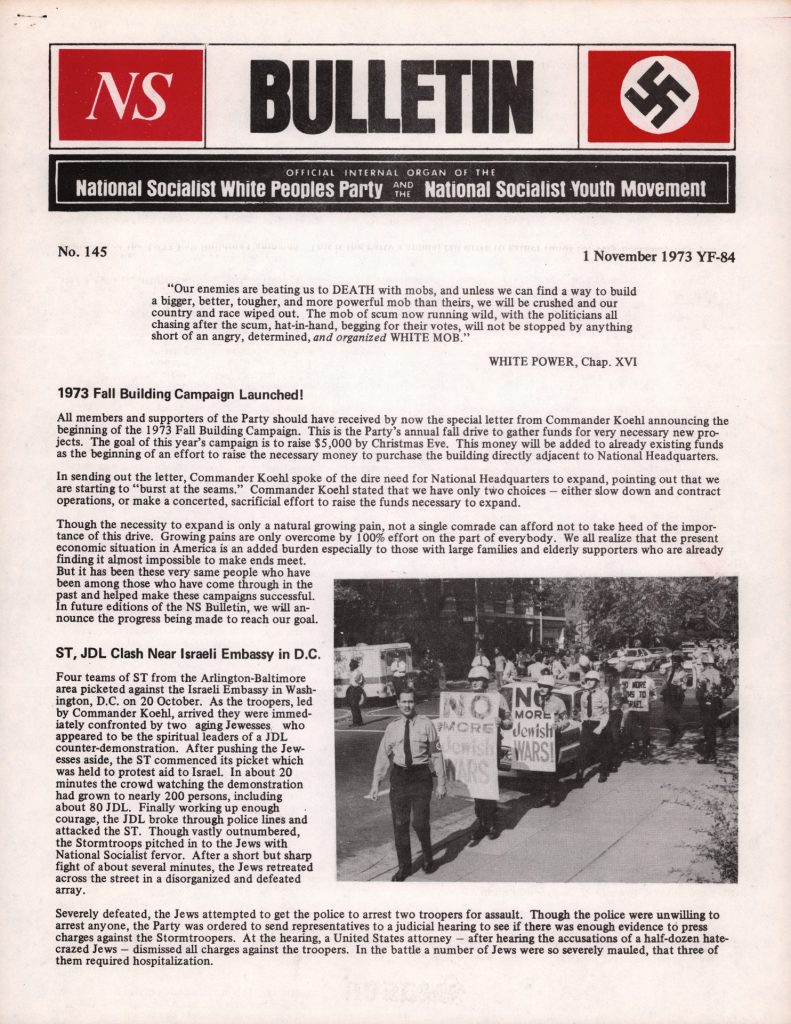 NS
BULLETIN
OFFICIAL INTERNAL ORGAN OF THE
National Socialist White Peoples Party AND THE National Socialist Youth Movement
No. 145
1 November 1973 YF-84
"Our enemies are beating us to DEATH with mobs, and unless we can find a way to build
a bigger, better, tougher, and more powerful mob than theirs, we will be crushed and our
country and race wiped out. The mob of scum now running wild, with the politicians all
chasing after the scum, hat-in-hand, begging for their votes, will not be stopped by anything
short of an angry, determined, and organized WHITE MOB."
WHITE POWER, Chap. XVI
1973 Fall Building Campaign Launched!
All members and supporters of the Party should have received by now the special letter from Commander Koehl announcing the
beginning of the 1973 Fall Building Campaign. This is the Party's annual fall drive to gather funds for very necessary new pro-
jects. The goal of this year's campaign is to raise $5,000 by Christmas Eve. This money will be added to already existing funds
as the beginning of an effort to raise the necessary money to purchase the building directly adjacent to National Headquarters.
In sending out the letter, Commander Koehl spoke of the dire need for National Headquarters to expand, pointing out that we
are starting to "burst at the seams." Commander Koehl stated that we have only two choices — either slow down and contract
operations, or make a concerted, sacrificial effort to raise the funds necessary to expand.
Though the necessity to expand is only a natural growing pain, not a single comrade can afford not to take heed of the impor-
tance of this drive. Growing pains are only overcome by 100% effort on the part of everybody. We all realize that the present
economic situation in America is an added burden especially to those with large families and elderly supporters who are already
finding it almost impossible to make ends meet.
But it has been these very same people who have
been among those who have come through in the
past and helped make these campaigns successful.
In future editions of the NS Bulletin, we will an-
nounce the progress being made to reach our goal.
ST, JDL Clash Near Israeli Embassy in D.C.
Four teams of ST from the Arlington-Baltimore
area picketed against the Israeli Embassy in Wash-
ington, D.C. on 20 October. As the troopers, led
by Commander Koehl, arrived they were immed-
iately confronted by two aging Jewesses who
appeared to be the spiritual leaders of a JDL
counter-demonstration. After pushing the Jew-
esses aside, the ST commenced its picket which
was held to protest aid to Israel. In about 20
minutes the crowd watching the demonstration
had grown to nearly 200 persons, including
about 80 JDL. Finally working up enough
courage, the JDL broke through police lines and
attacked the ST. Though vastly outnumbered,
the Stormtroops pitched in to the Jews with
National Socialist fervor. After a short but sharp
fight of about several minutes, the Jews retreated
across the street in a disorganized and defeated
array.
NO
MORE
Jewish
WARS
NO
MORE
Jewish
WARS!
NO MORE
TO
Severely defeated, the Jews attempted to get the police to arrest two troopers for assault. Though the police were unwilling to
arrest anyone, the Party was ordered to send representatives to a judicial hearing to see if there was enough evidence to press
charges against the Stormtroopers. At the hearing, a United States attorney — after hearing the accusations of a half-dozen hate-
crazed Jews — dismissed all charges against the troopers. In the battle a number of Jews were so severely mauled, that three of
them required hospitalization.